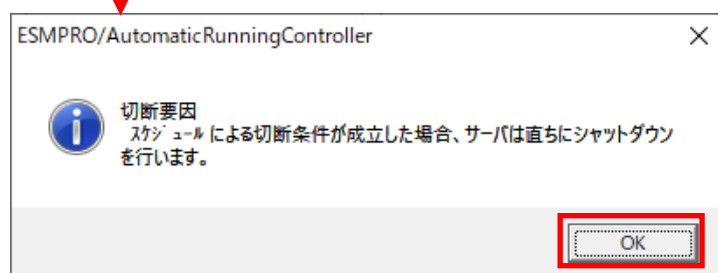 ESMPRO/AutomaticRunningController
切断要因
ｽｹｼﾞｭｰﾙ による切断条件が成立した場合、サーバは直ちにシャットダウン
を行います。
OK